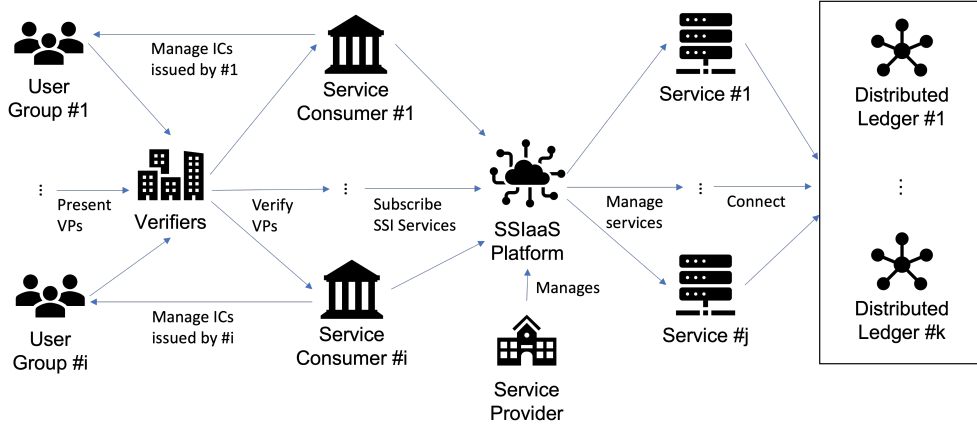 User
Group #1
Manage ICs
issued by #1
Service
Consumer #1
Service #1
Distributed
Ledger #1
⋮
Present
VPs
Verifiers
Verify
VPs
⋮
Subscribe
SSI Services
SSIaaS
Platform
Manage
services
⋮
Connect
⋮
Manages
User
Group #i
Manage ICs
issued by #i
Service
Consumer #i
Service
Provider
Service #j
Distributed
Ledger #k